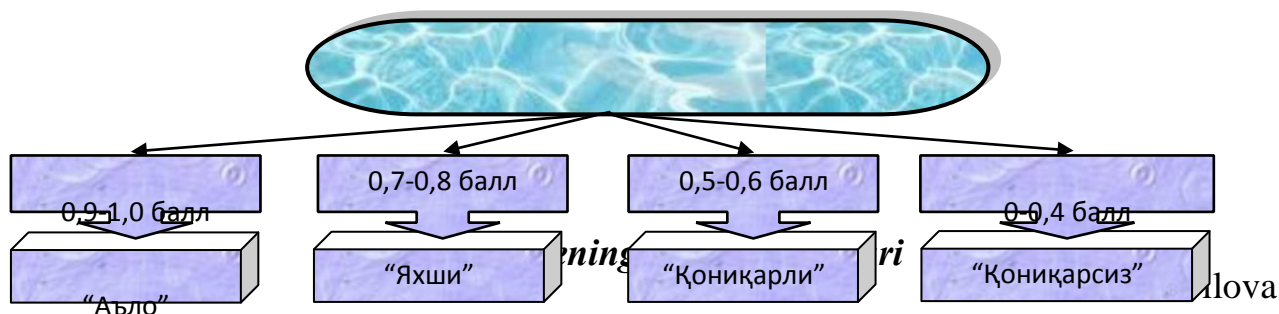 0,9-1,0 балл
0,7-0,8 балл
0,5-0,6 балл
0-0,4 балл
“Аъло”
“Яхши”
“Қониқарли”
“Қониқарсиз”